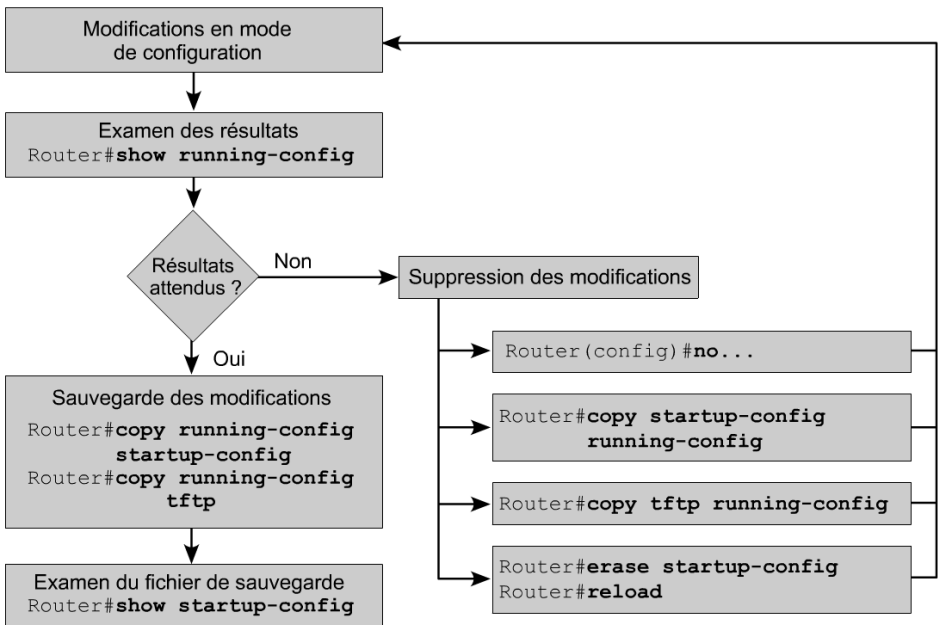 Modifications en mode
de configuration
Examen des résultats
Router#show running-config
Résultats
attendus ?
Non
Oui
Suppression des modifications
Router(config)#no...
Router#copy startup-config
running-config
Router#copy tftp running-config
Router#erase startup-config
Router#reload
Sauvegarde des modifications
Router#copy running-config
startup-config
Router#copy running-config
tftp
Examen du fichier de sauvegarde
Router#show startup-config